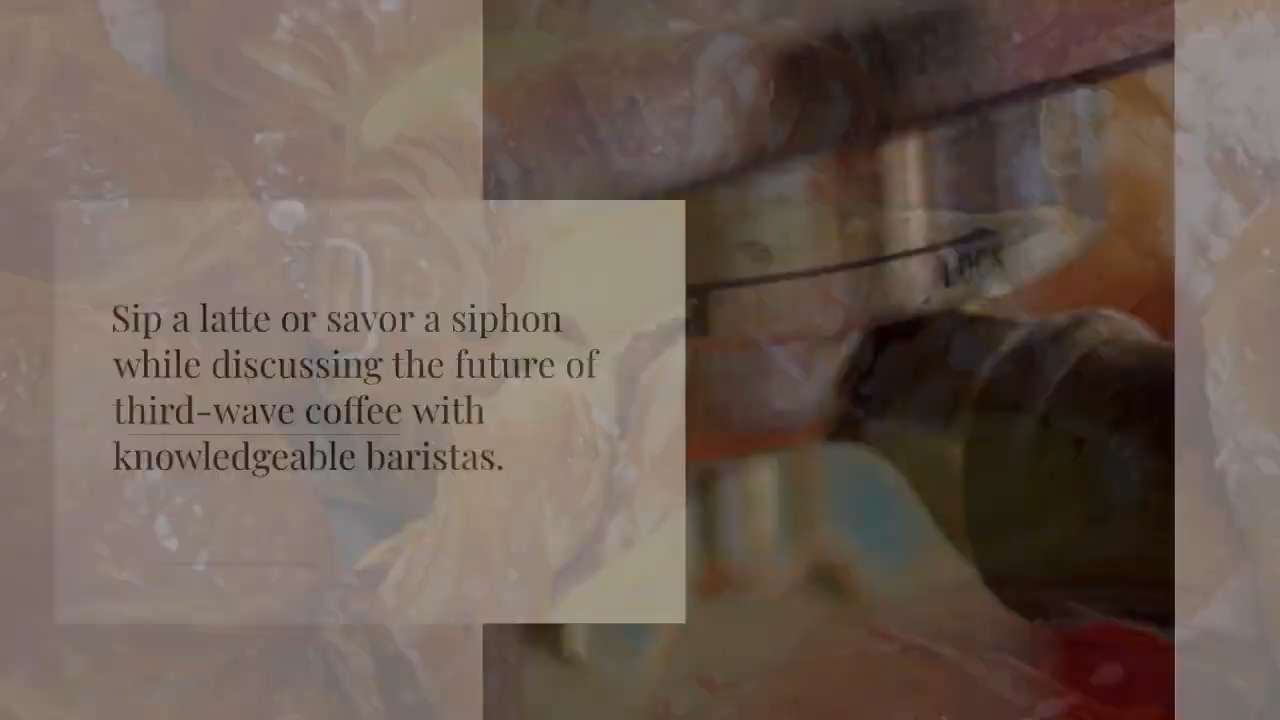 Sip a latte or savor a siphon
while discussing the future of
third-wave coffee with
knowledgeable baristas.